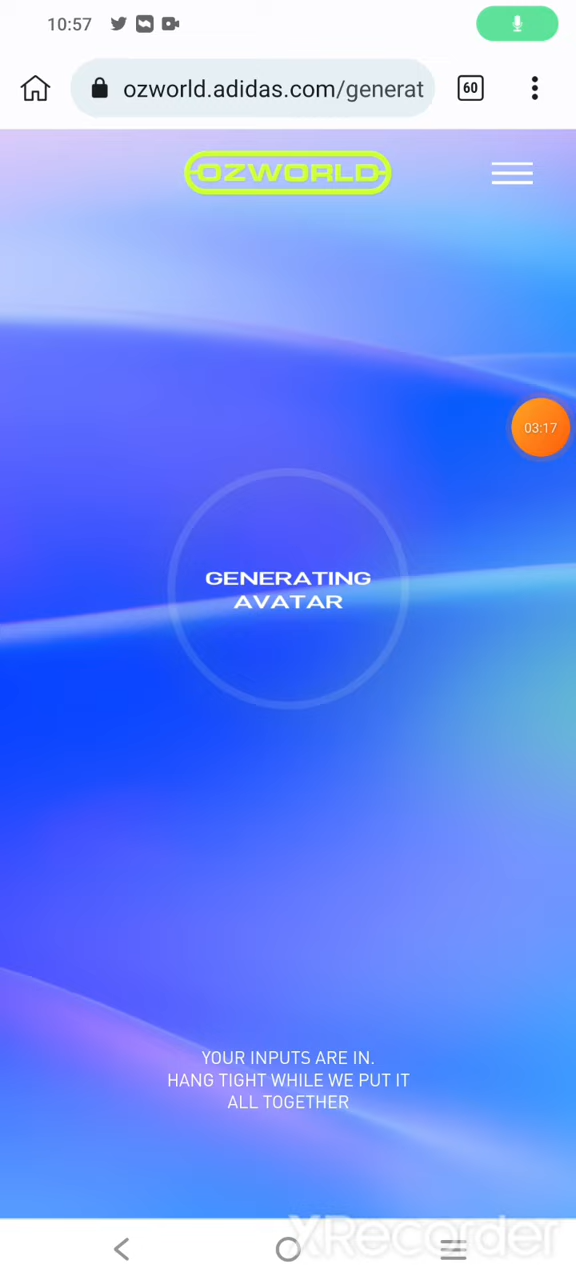 10:57
ozworld.adidas.com/generat
60
OZWORLD
03:17
GENERATING
AVATAR
YOUR INPUTS ARE IN.
HANG TIGHT WHILE WE PUT IT
ALL TOGETHER
XRecorder